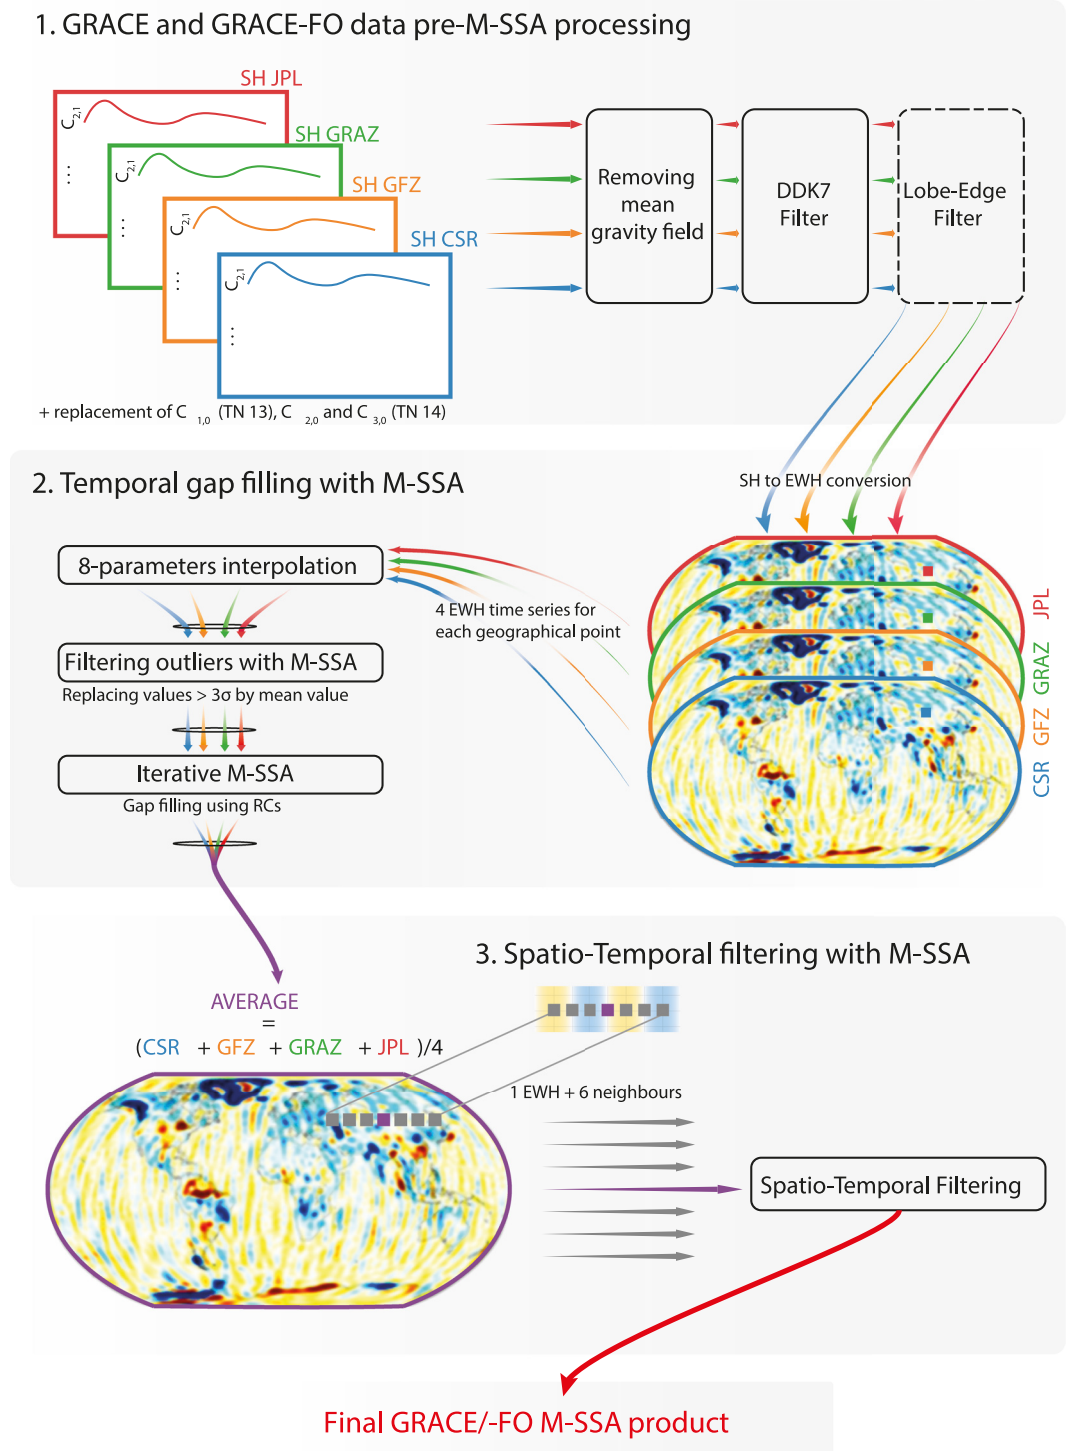 1. GRACE and GRACE-FO data pre-M-SSA processing
SH JPL
C2,1
...
SH GRAZ
C2,1
...
SH GFZ
C2,1
...
SH CSR
C2,1
...
+ replacement of C 1,0 (TN 13), C 2,0 and C 3,0 (TN 14)
Removing
mean
gravity field
DDK7
Filter
Lobe-Edge
Filter
2. Temporal gap filling with M-SSA
SH to EWH conversion
8-parameters interpolation
4 EWH time series for
each geographical point
Filtering outliers with M-SSA
Replacing values > 3σ by mean value
Iterative M-SSA
Gap filling using RCs
JPL
GRAZ
GFZ
CSR
3. Spatio-Temporal filtering with M-SSA
AVERAGE
=
(CSR + GFZ + GRAZ + JPL )/4
1 EWH + 6 neighbours
Spatio-Temporal Filtering
Final GRACE/-FO M-SSA product